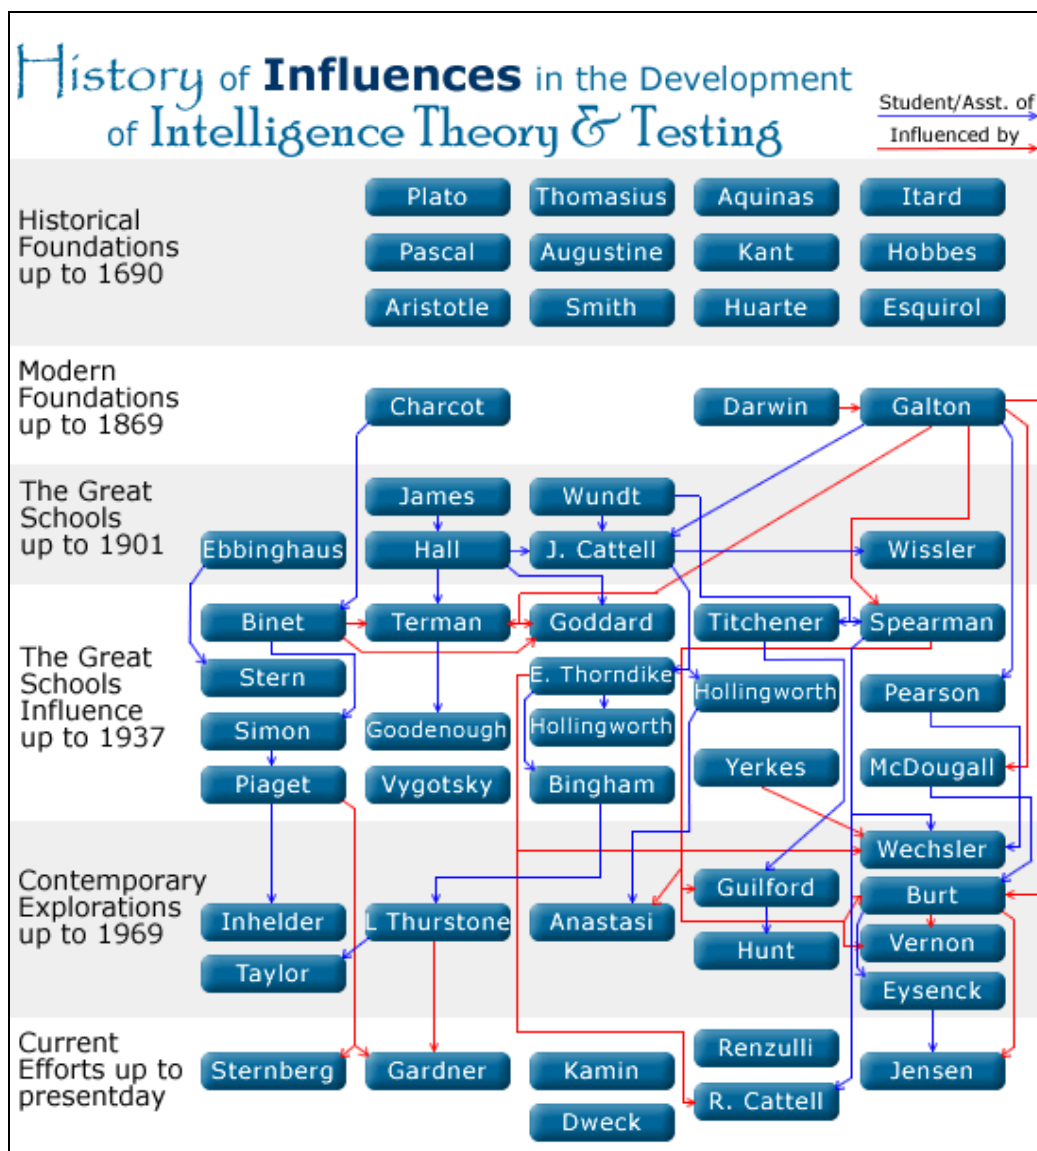 History of Influences in the Development
of Intelligence Theory & Testing
Student/Asst. of
Influenced by
Historical
Foundations
up to 1690
Plato
Thomasius
Aquinas
Itard
Pascal
Augustine
Kant
Hobbes
Aristotle
Smith
Huarte
Esquirol
Modern
Foundations
up to 1869
Charcot
Darwin
Galton
The Great
Schools
up to 1901
James
Wundt
Ebbinghaus
Hall
J. Cattell
Wissler
The Great
Schools
Influence
up to 1937
Binet
Terman
Goddard
Titchener
Spearman
Stern
E. Thorndike
Hollingworth
Pearson
Simon
Goodenough
Hollingworth
Piaget
Vygotsky
Bingham
Yerkes
McDougall
Contemporary
Explorations
up to 1969
Wechsler
Guilford
Burt
Inhelder
L Thurstone
Anastasi
Hunt
Vernon
Taylor
Eysenck
Current
Efforts up to
presentday
Sternberg
Gardner
Kamin
Renzulli
Jensen
R. Cattell
Dweck